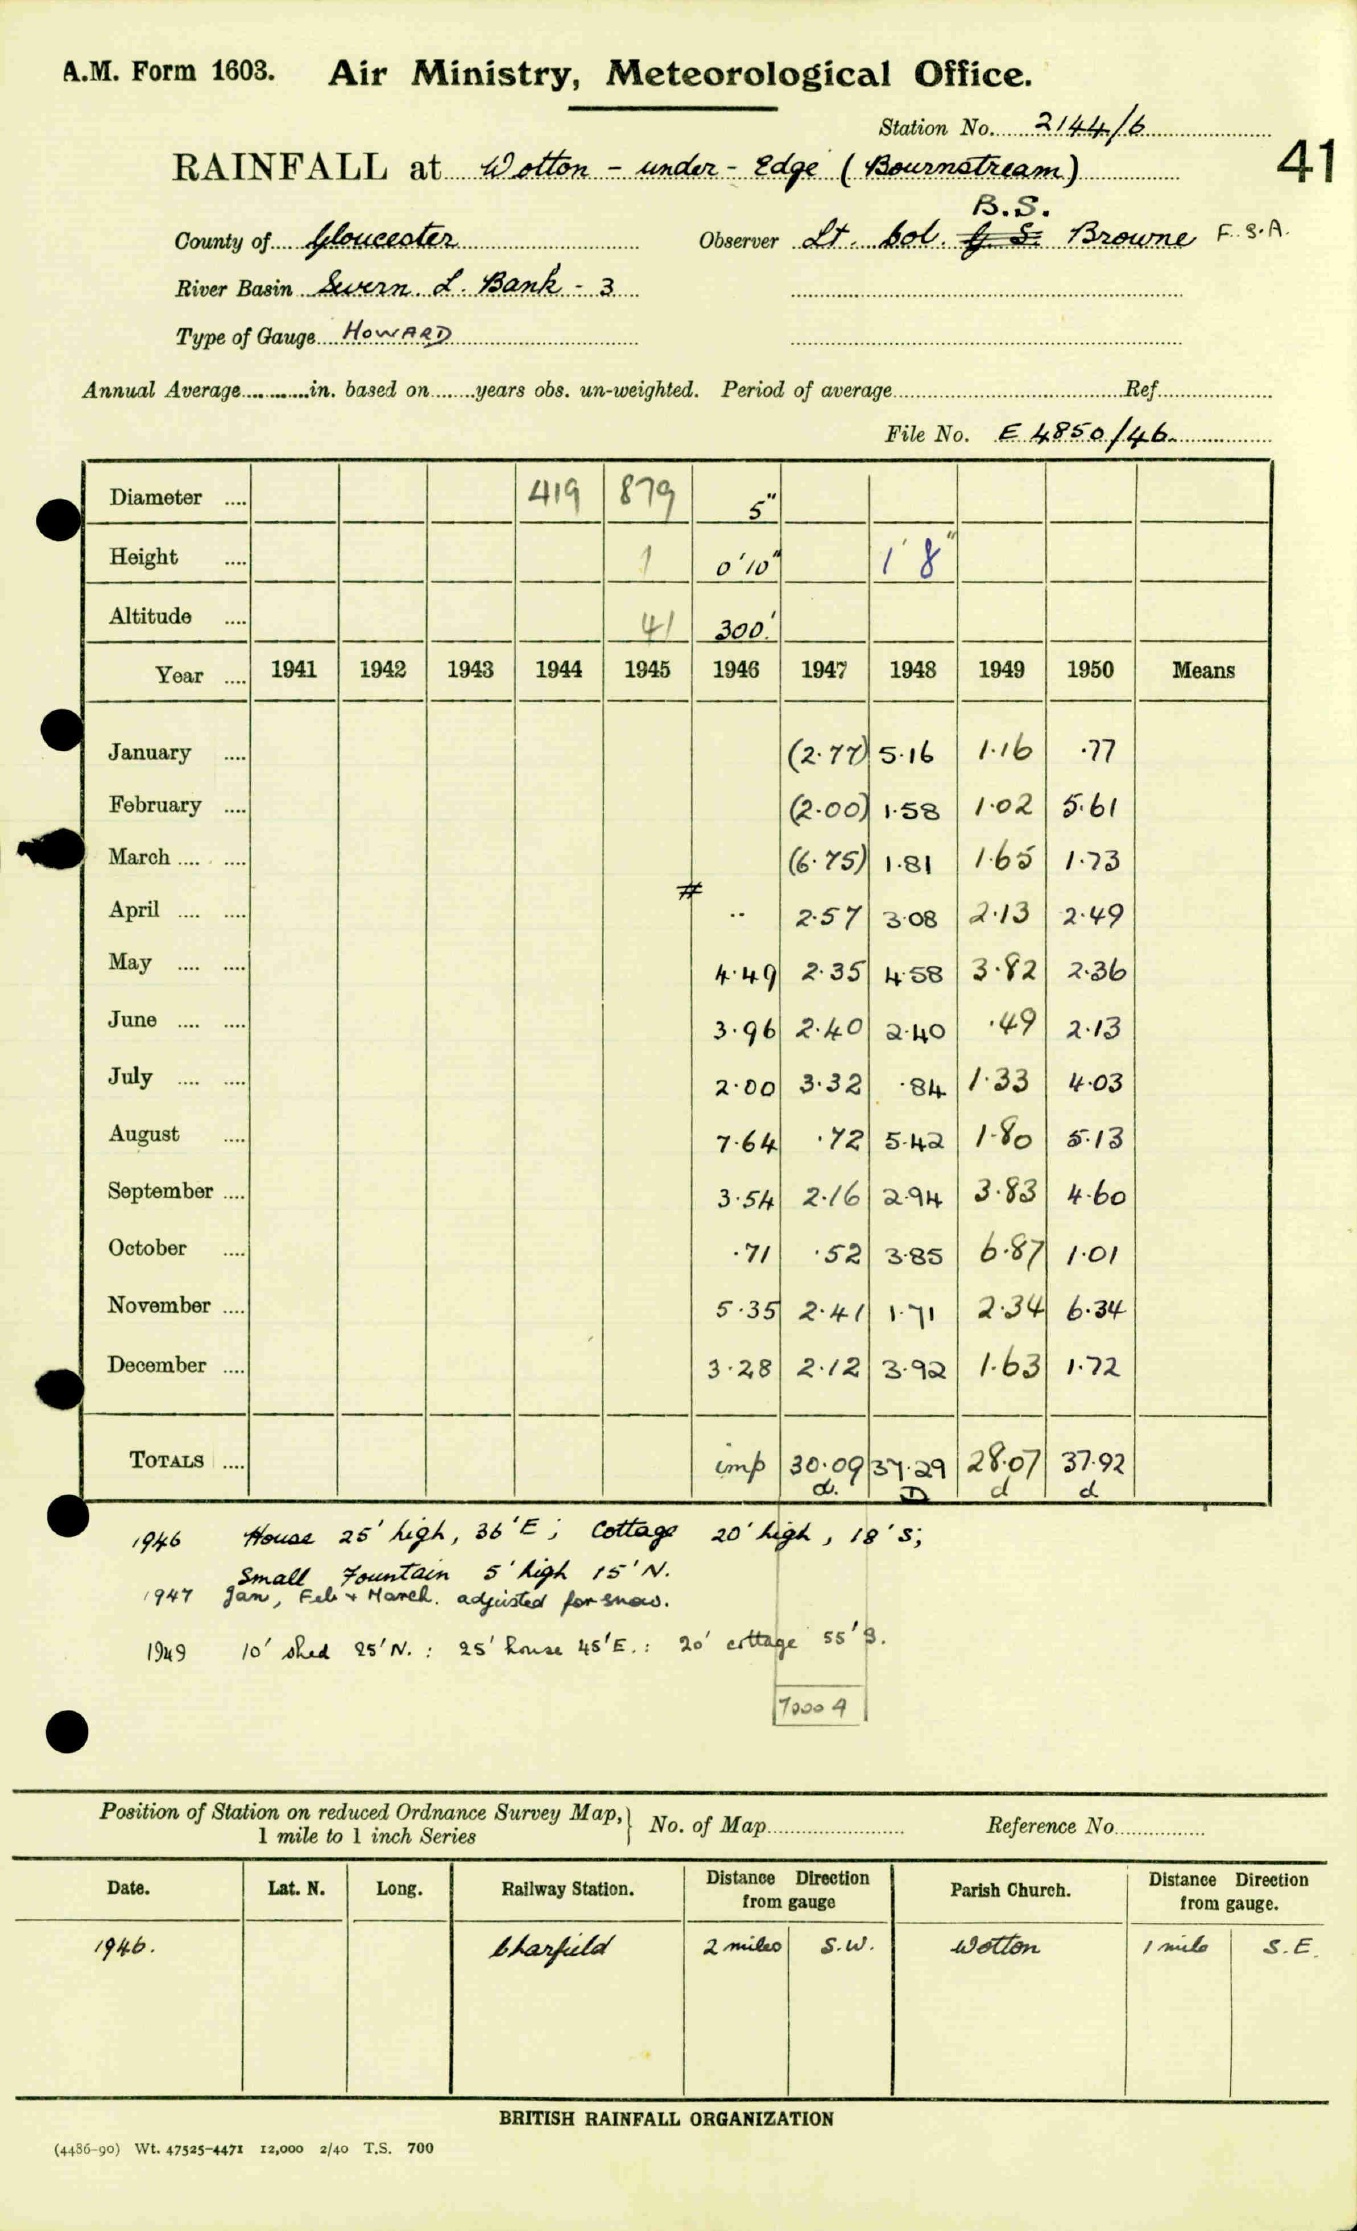 A.M. Form 1603. Air Ministry, Meteorological Office.
Station No. 2144/6
41
RAINFALL at Wotton - under - Edge (Bournstream)
B.S.
County of Gloucester Observer Lt. Col. G. S. Browne F.S.A.
River Basin Severn L. Bank - 3
Type of Gauge HOWARD
Annual Average in. based on years obs. un-weighted. Period of average Ref.
File No. E 4850/46
Diameter 419 879 5"
Height 1 0'10" 1' 8"
Altitude 41 300'
Year 1941 1942 1943 1944 1945 1946 1947 1948 1949 1950 Means
January (2.77) 5.16 1.16 .77
February (2.00) 1.58 1.02 5.61
March (6.75) 1.81 1.65 1.73
April .. 2.57 3.08 2.13 2.49
May 4.49 2.35 4.58 3.82 2.36
June 3.96 2.40 2.40 .49 2.13
July 2.00 3.32 .84 1.33 4.03
August 7.64 .72 5.42 1.80 5.13
September 3.54 2.16 2.94 3.83 4.60
October .71 .52 3.85 6.87 1.01
November 5.35 2.41 1.71 2.34 6.34
December 3.28 2.12 3.92 1.63 1.72
TOTALS imp 30.09 37.29 28.07 37.92
d. D d d
1946 House 25' high, 36'E; Cottage 20' high, 18'S;
Small Fountain 5' high 15'N.
1947 Jan, Feb + March. adjusted for snow.
1949 10' shed 25'N. : 25' house 45'E. : 20' cottage 55'S.
7000 9
Position of Station on reduced Ordnance Survey Map, 1 mile to 1 inch Series } No. of Map Reference No.
Date. Lat. N. Long. Railway Station. Distance Direction from gauge Parish Church. Distance Direction from gauge.
1946. Charfield 2 miles S.W. Wotton 1 mile S.E.
BRITISH RAINFALL ORGANIZATION
(4486-90) Wt. 47525-4471 12,000 2/40 T.S. 700